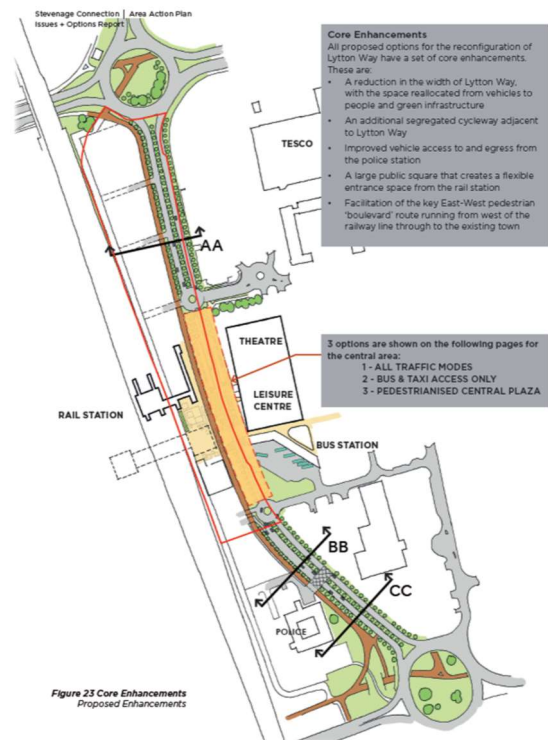 Stevenage Connection | Area Action Plan
Issues + Options Report
Core Enhancements
All proposed options for the reconfiguration of
Lytton Way have a set of core enhancements.
These are:
• A reduction in the width of Lytton Way,
with the space reallocated from vehicles to
people and green infrastructure
• An additional segregated cycleway adjacent
to Lytton Way
• Improved vehicle access to and egress from
the police station
• A large public square that creates a flexible
entrance space from the rail station
• Facilitation of the key East-West pedestrian
'boulevard' route running from west of the
railway line through to the existing town
TESCO
AA
THEATRE
LEISURE
CENTRE
3 options are shown on the following pages for
the central area:
1 - ALL TRAFFIC MODES
2 - BUS & TAXI ACCESS ONLY
3 - PEDESTRIANISED CENTRAL PLAZA
RAIL STATION
BUS STATION
BB
CC
POLICE
Figure 23 Core Enhancements
Proposed Enhancements